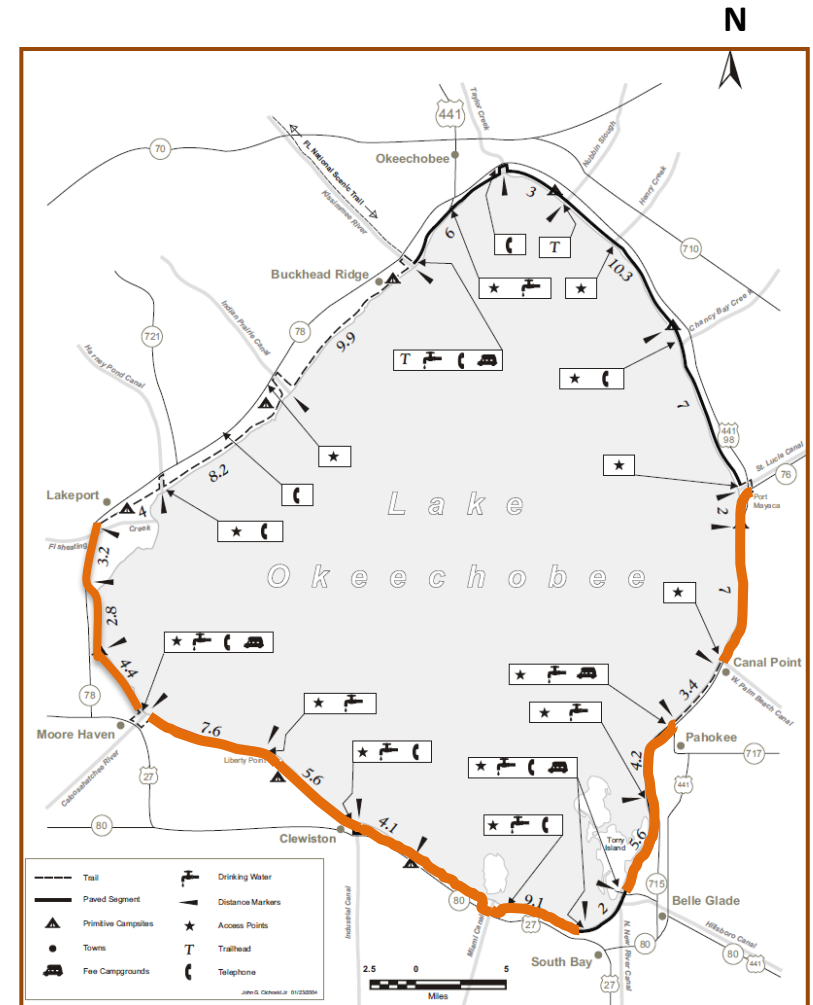 N
441
Taylor Creek
Nubbin Slough
Henry Creek
70
FL National Scenic Trail
Kissimmee River
Okeechobee
3
6
T
710
10.3
Buckhead Ridge
Indian Prairie Canal
78
9.9
T
Chancy Bay Creek
721
Harney Pond Canal
7
441
98
St. Lucie Canal
76
8.2
Lakeport
4
Port
Mayaca
2
Creek
Fisheating
3.2
Lake
Okeechobee
7
2.8
4.4
Canal Point
W. Palm Beach Canal
3.4
78
Moore Haven
7.6
Pahokee
717
4.2
Liberty Point
27
5.6
441
Caloosahatchee River
80
Clewiston
4.1
Torry
Island
5.6
715
Belle Glade
80
9.1
2
27
Miami Canal
Industrial Canal
N. New River Canal
Hillsboro Canal
80
80
441
South Bay
27
Trail
Drinking Water
Paved Segment
Distance Markers
Primitive Campsites
Access Points
Towns
T
Trailhead
Fee Campgrounds
Telephone
2.5
0
5
Miles